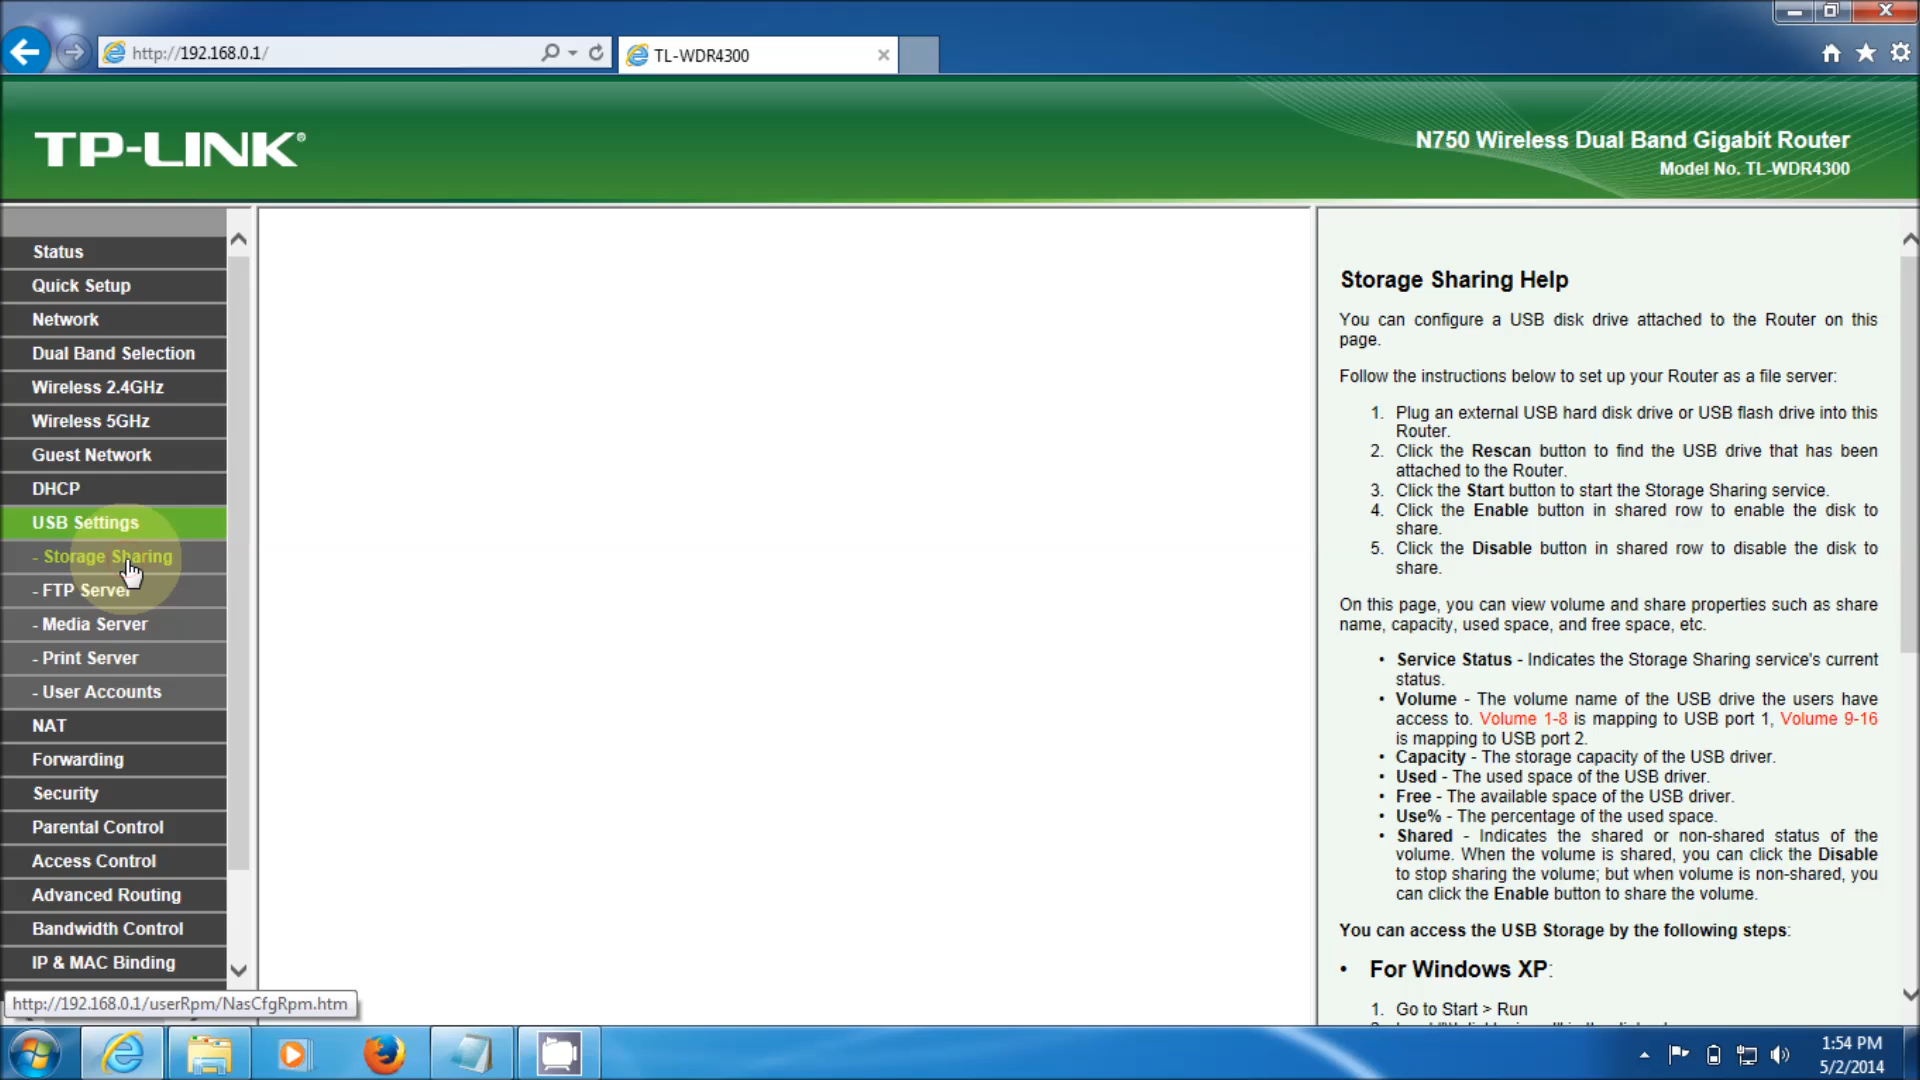 http://192.168.0.1/
TL-WDR4300
TP-LINK®
N750 Wireless Dual Band Gigabit Router
Model No. TL-WDR4300
Status
Quick Setup
Network
Dual Band Selection
Wireless 2.4GHz
Wireless 5GHz
Guest Network
DHCP
USB Settings
- Storage Sharing
- FTP Server
- Media Server
- Print Server
- User Accounts
NAT
Forwarding
Security
Parental Control
Access Control
Advanced Routing
Bandwidth Control
IP & MAC Binding
http://192.168.0.1/userRpm/NasCfgRpm.htm
Storage Sharing Help
You can configure a USB disk drive attached to the Router on this
page.
Follow the instructions below to set up your Router as a file server:
1. Plug an external USB hard disk drive or USB flash drive into this
Router.
2. Click the Rescan button to find the USB drive that has been
attached to the Router.
3. Click the Start button to start the Storage Sharing service.
4. Click the Enable button in shared row to enable the disk to
share.
5. Click the Disable button in shared row to disable the disk to
share.
On this page, you can view volume and share properties such as share
name, capacity, used space, and free space, etc.
• Service Status - Indicates the Storage Sharing service's current
status.
• Volume - The volume name of the USB drive the users have
access to. Volume 1-8 is mapping to USB port 1, Volume 9-16
is mapping to USB port 2.
• Capacity - The storage capacity of the USB driver.
• Used - The used space of the USB driver.
• Free - The available space of the USB driver.
• Use% - The percentage of the used space.
• Shared - Indicates the shared or non-shared status of the
volume. When the volume is shared, you can click the Disable
to stop sharing the volume; but when volume is non-shared, you
can click the Enable button to share the volume.
You can access the USB Storage by the following steps:
• For Windows XP:
1. Go to Start > Run
1:54 PM
5/2/2014